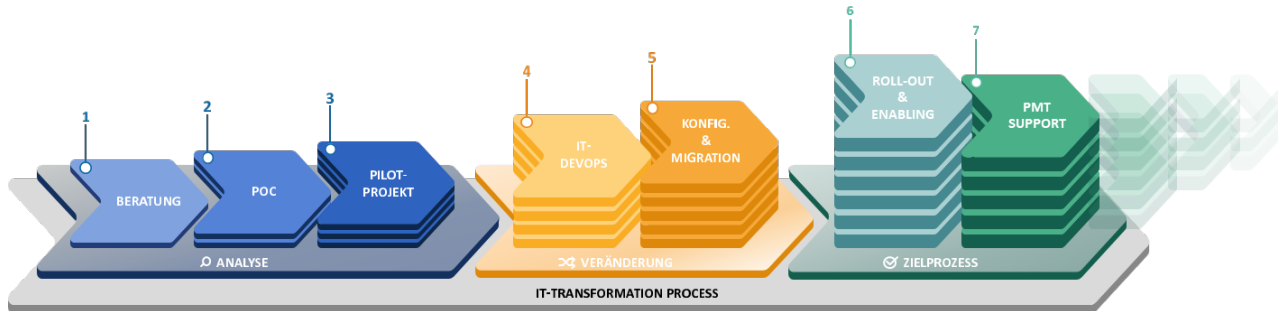 1
BERATUNG
2
POC
3
PILOT-
PROJEKT
ANALYSE
4
IT-
DEVOPS
5
KONFIG.
&
MIGRATION
VERÄNDERUNG
6
ROLL-OUT
&
ENABLING
7
PMT
SUPPORT
ZIELPROZESS
IT-TRANSFORMATION PROCESS